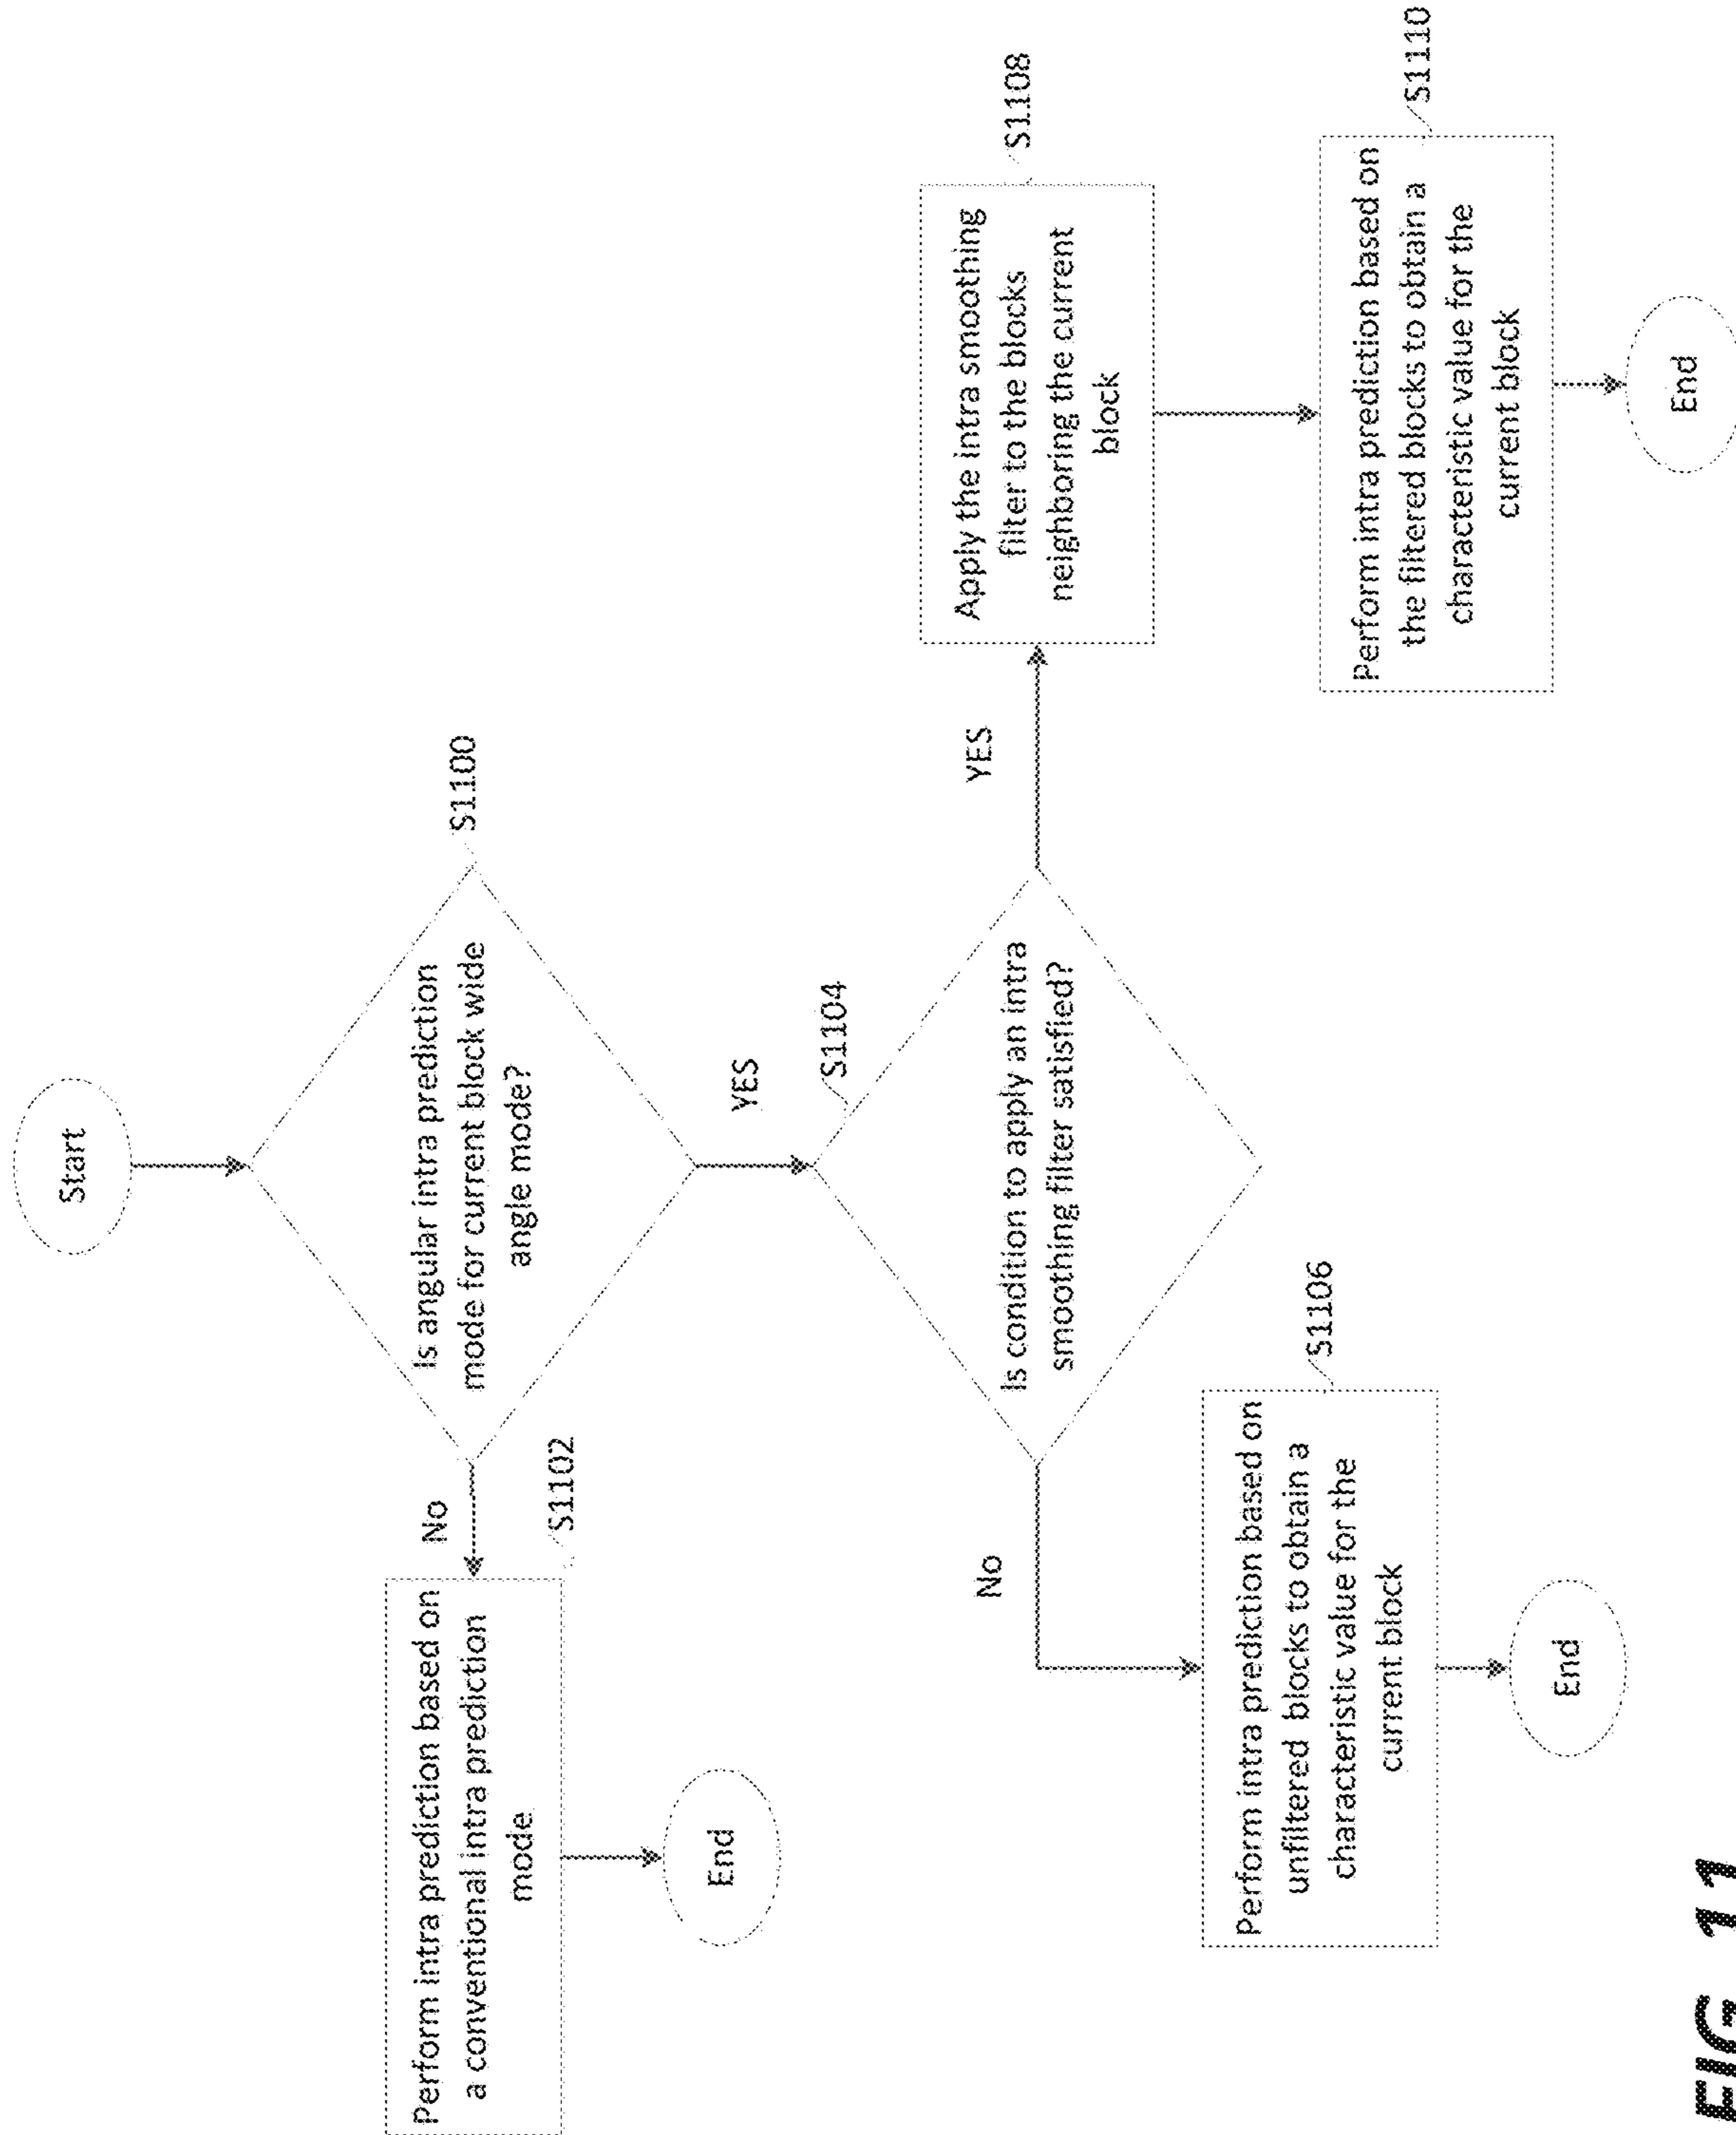 Start
Is angular intra prediction
mode for current block wide
angle mode?
S1100
No
S1102
Perform intra prediction based on
a conventional intra prediction
mode
End
YES
S1104
Is condition to apply an intra
smoothing filter satisfied?
No
S1106
Perform intra prediction based on
unfiltered blocks to obtain a
characteristic value for the
current block
End
YES
S1108
Apply the intra smoothing
filter to the blocks
neighboring the current
block
S1110
Perform intra prediction based on
the filtered blocks to obtain a
characteristic value for the
current block
End
FIG. 11